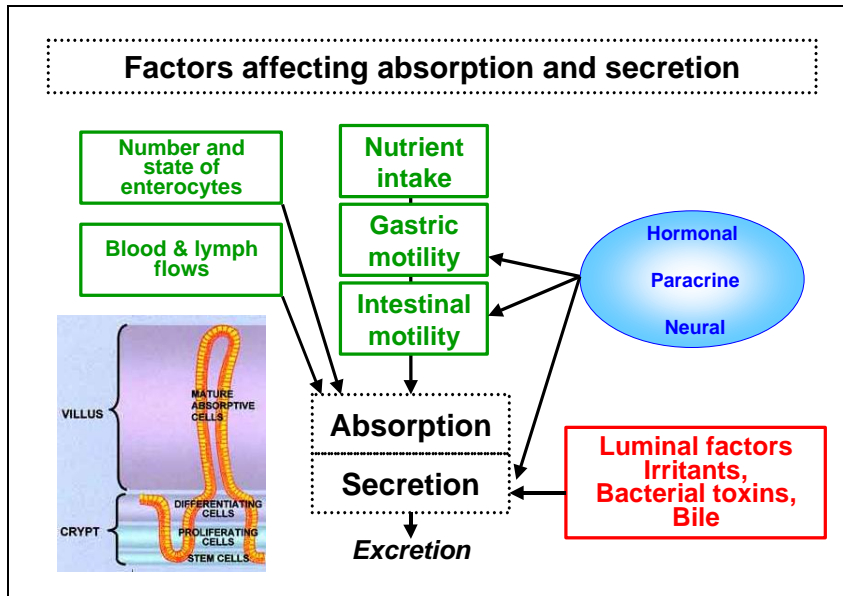 Factors affecting absorption and secretion
Number and
state of
enterocytes
Blood & lymph
flows
Nutrient
intake
Gastric
motility
Intestinal
motility
Hormonal
Paracrine
Neural
VILLUS
MATURE
ABSORPTIVE
CELLS
CRYPT
DIFFERENTIATING
CELLS
PROLIFERATING
CELLS
STEM CELLS
Absorption
Secretion
Excretion
Luminal factors
Irritants,
Bacterial toxins,
Bile